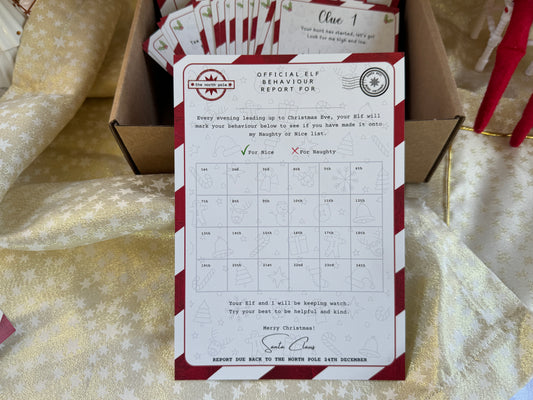 Clue 1
Your hunt has started, let's go!
Look for me high and low.
the north pole
OFFICIAL ELF
BEHAVIOUR
REPORT FOR
Every evening leading up to Christmas Eve, your Elf will
mark your behaviour below to see if you have made it onto
my Naughty or Nice list.
✓For Nice ✗For Naughty
1st 2nd 3rd 4th 5th 6th
7th 8th 9th 10th 11th 12th
13th 14th 15th 16th 17th 18th
19th 20th 21st 22nd 23rd 24th
Your Elf and I will be keeping watch.
Try your best to be helpful and kind.
Merry Christmas!
Santa Claus
REPORT DUE BACK TO THE NORTH POLE 24TH DECEMBER